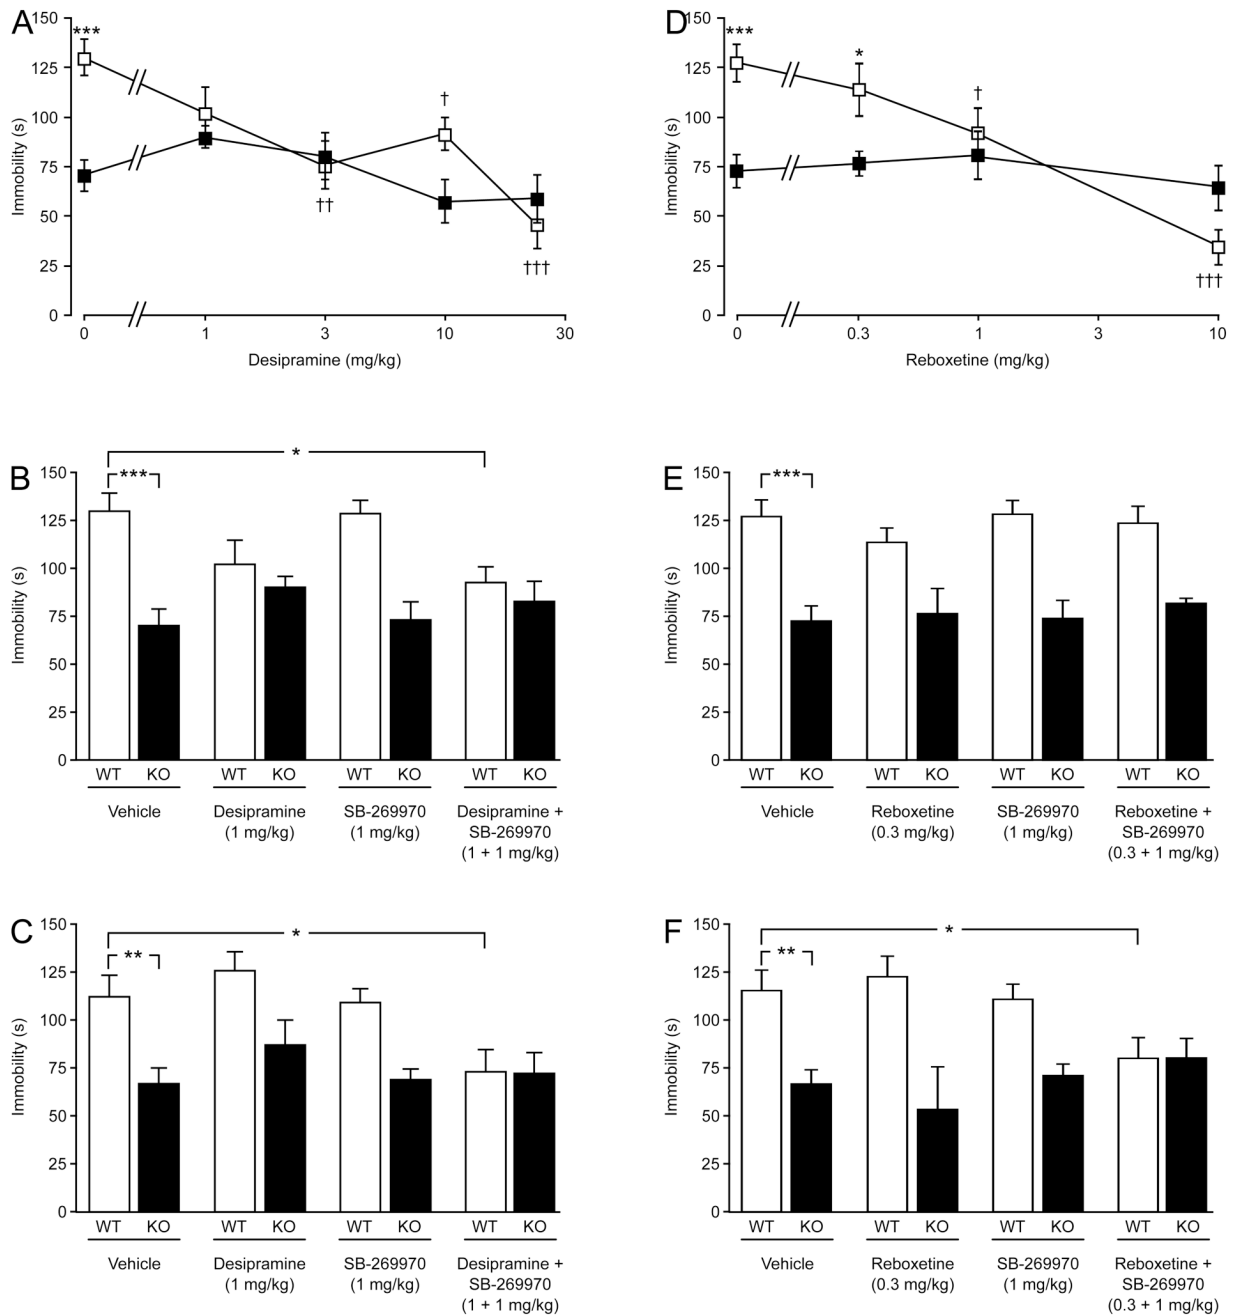 A
150
***
125
100
†
75
††
50
†††
25
0
Immobility (s)
0 1 3 10 30
Desipramine (mg/kg)
D
150
***
*
125
†
100
75
50
†††
25
0
Immobility (s)
0 0.3 1 3 10
Reboxetine (mg/kg)
B
*
150
***
125
100
75
50
25
0
Immobility (s)
WT KO WT KO WT KO WT KO
Vehicle Desipramine SB-269970 Desipramine +
(1 mg/kg) (1 mg/kg) SB-269970
(1 + 1 mg/kg)
E
150
***
125
100
75
50
25
0
Immobility (s)
WT KO WT KO WT KO WT KO
Vehicle Reboxetine SB-269970 Reboxetine +
(0.3 mg/kg) (1 mg/kg) SB-269970
(0.3 + 1 mg/kg)
C
150
*
**
125
100
75
50
25
0
Immobility (s)
WT KO WT KO WT KO WT KO
Vehicle Desipramine SB-269970 Desipramine +
(1 mg/kg) (1 mg/kg) SB-269970
(1 + 1 mg/kg)
F
150
*
**
125
100
75
50
25
0
Immobility (s)
WT KO WT KO WT KO WT KO
Vehicle Reboxetine SB-269970 Reboxetine +
(0.3 mg/kg) (1 mg/kg) SB-269970
(0.3 + 1 mg/kg)